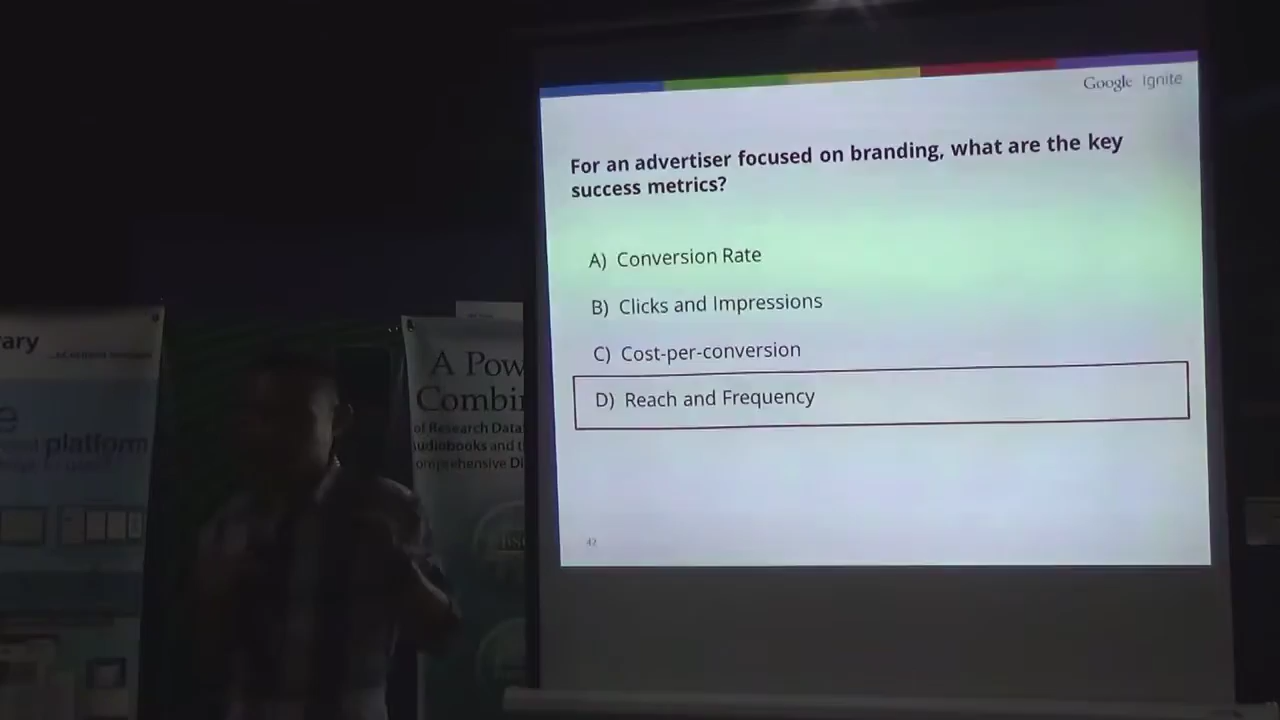 Google Ignite
For an advertiser focused on branding, what are the key
success metrics?
A) Conversion Rate
B) Clicks and Impressions
C) Cost-per-conversion
D) Reach and Frequency
42
ary
e
platform
A Pow
Combi
of Research Data
udiobooks and t
omprehensive Di